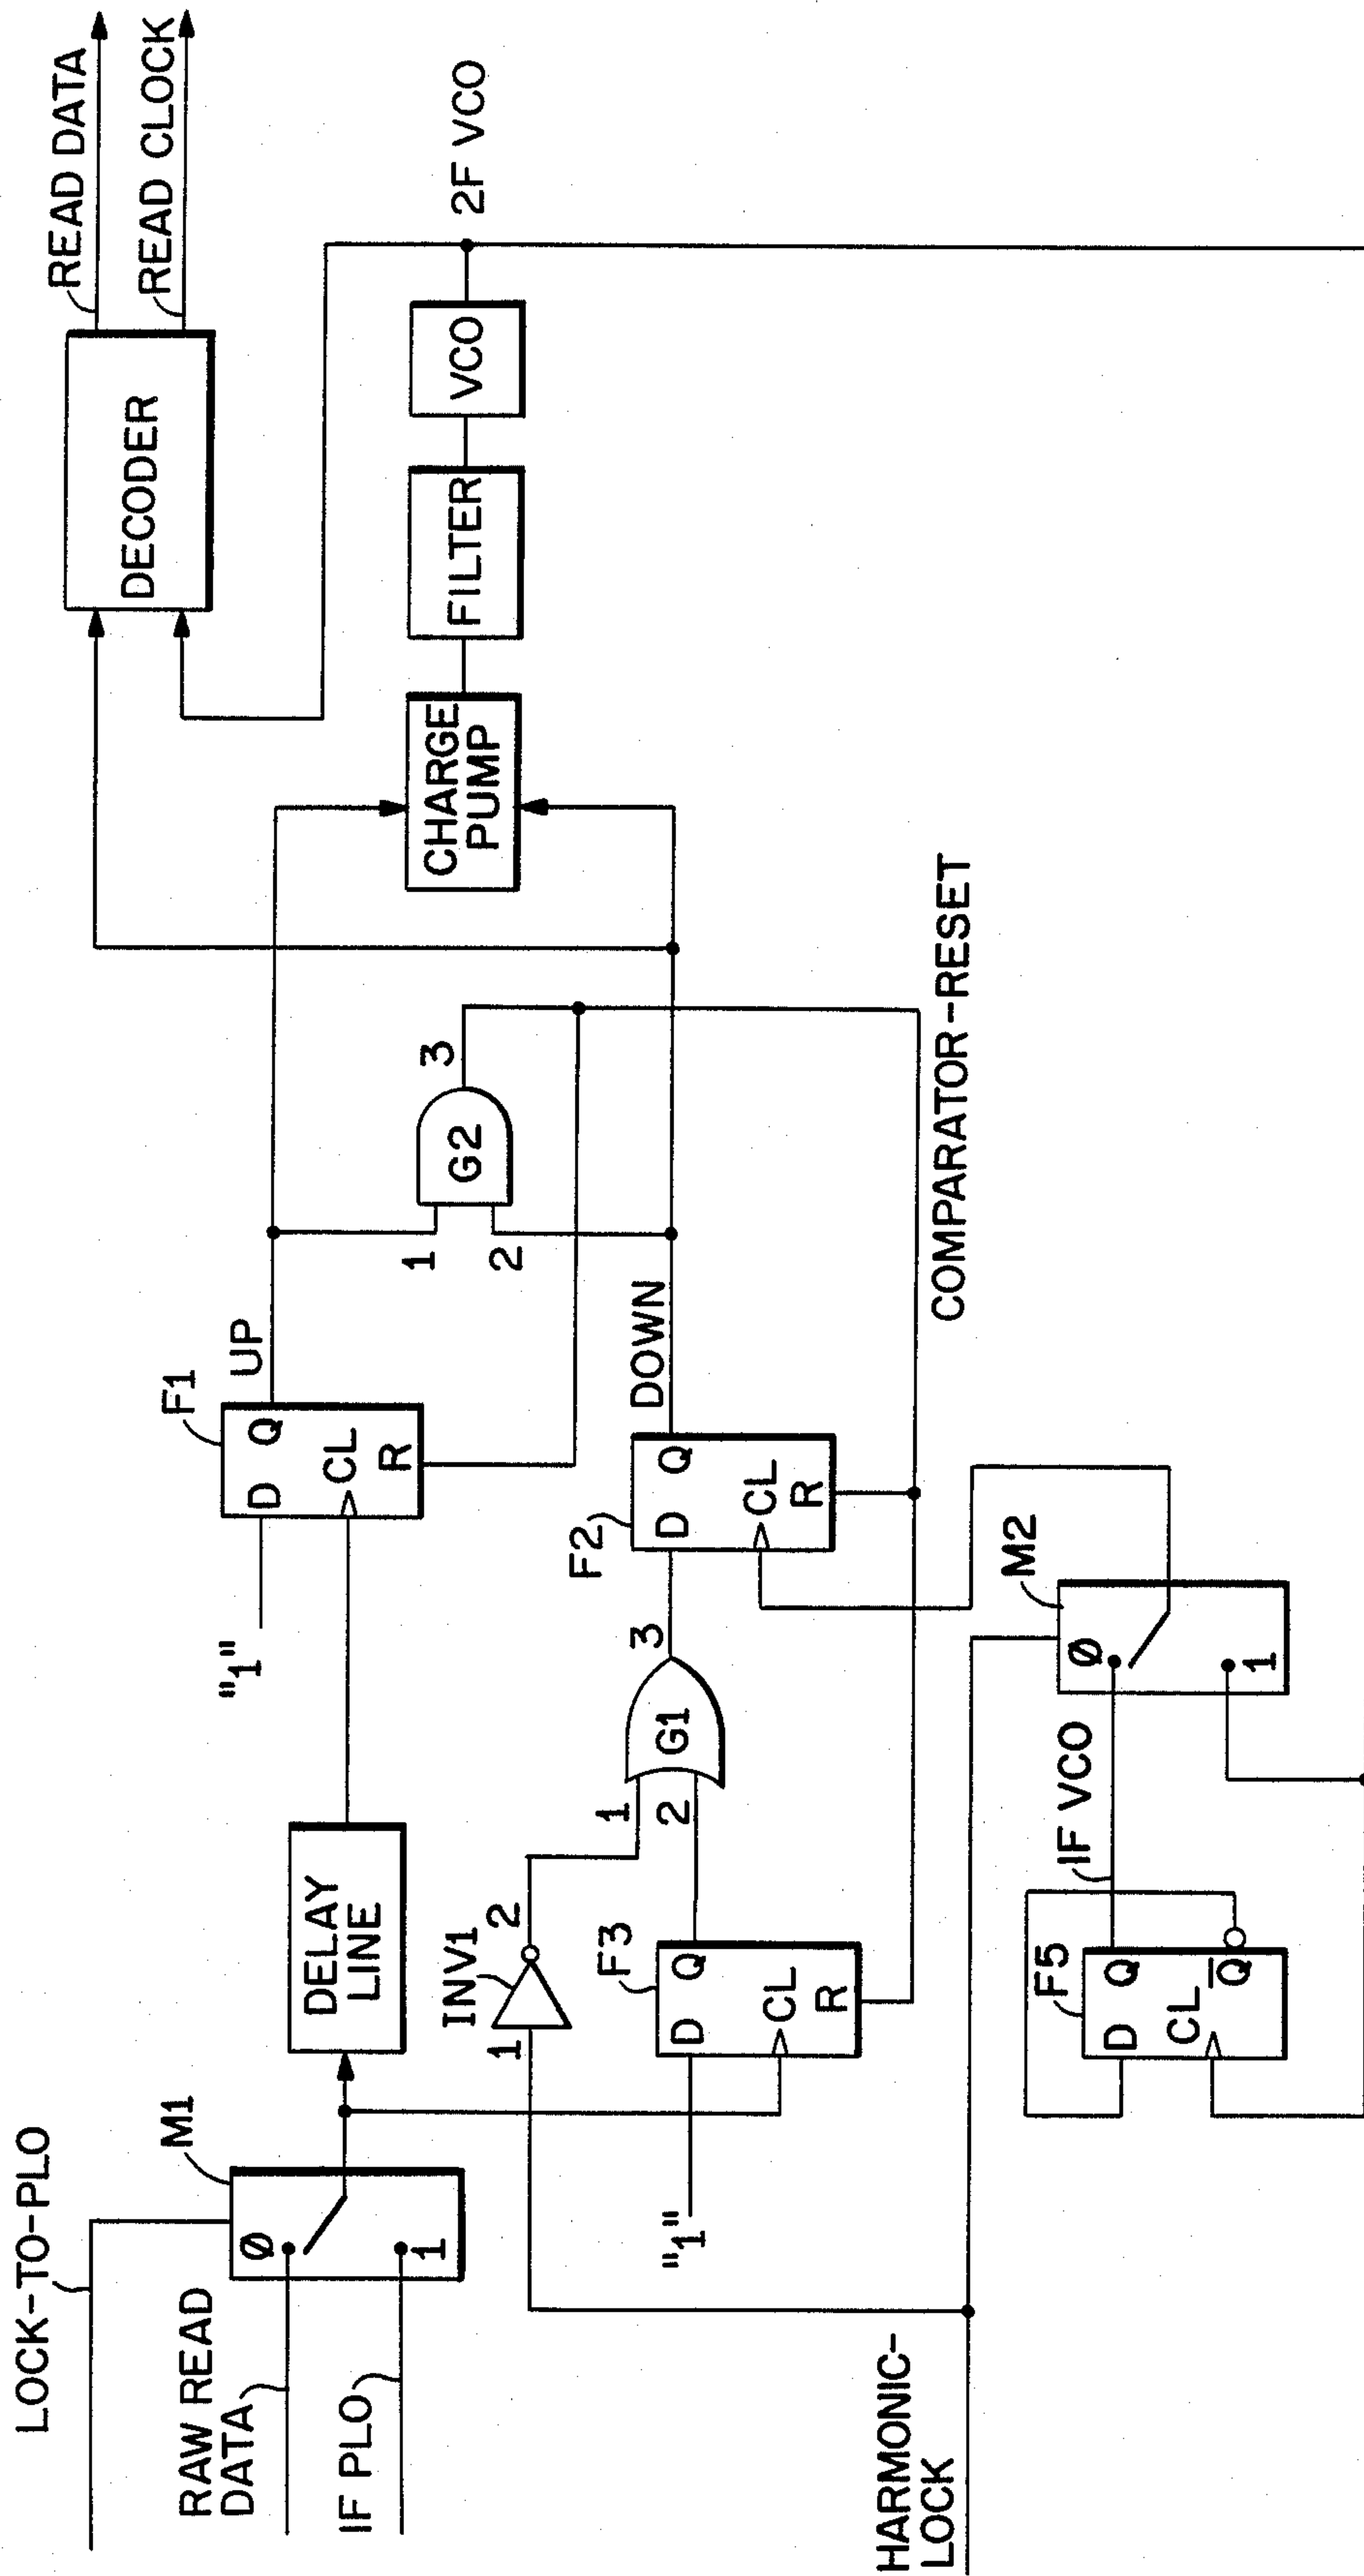 LOCK-TO-PLO
RAW READ
DATA
IF PLO
M1
Ø
1
DELAY
LINE
"1"
F1
D
Q
CL
R
UP
READ DATA
READ CLOCK
DECODER
INV1
1
2
G1
1
2
3
F2
D
Q
CL
R
DOWN
G2
1
2
3
CHARGE
PUMP
FILTER
VCO
2F VCO
"1"
F3
D
Q
CL
R
COMPARATOR-RESET
HARMONIC-
LOCK
F5
D
Q
CL
Q̅
IF VCO
M2
Ø
1